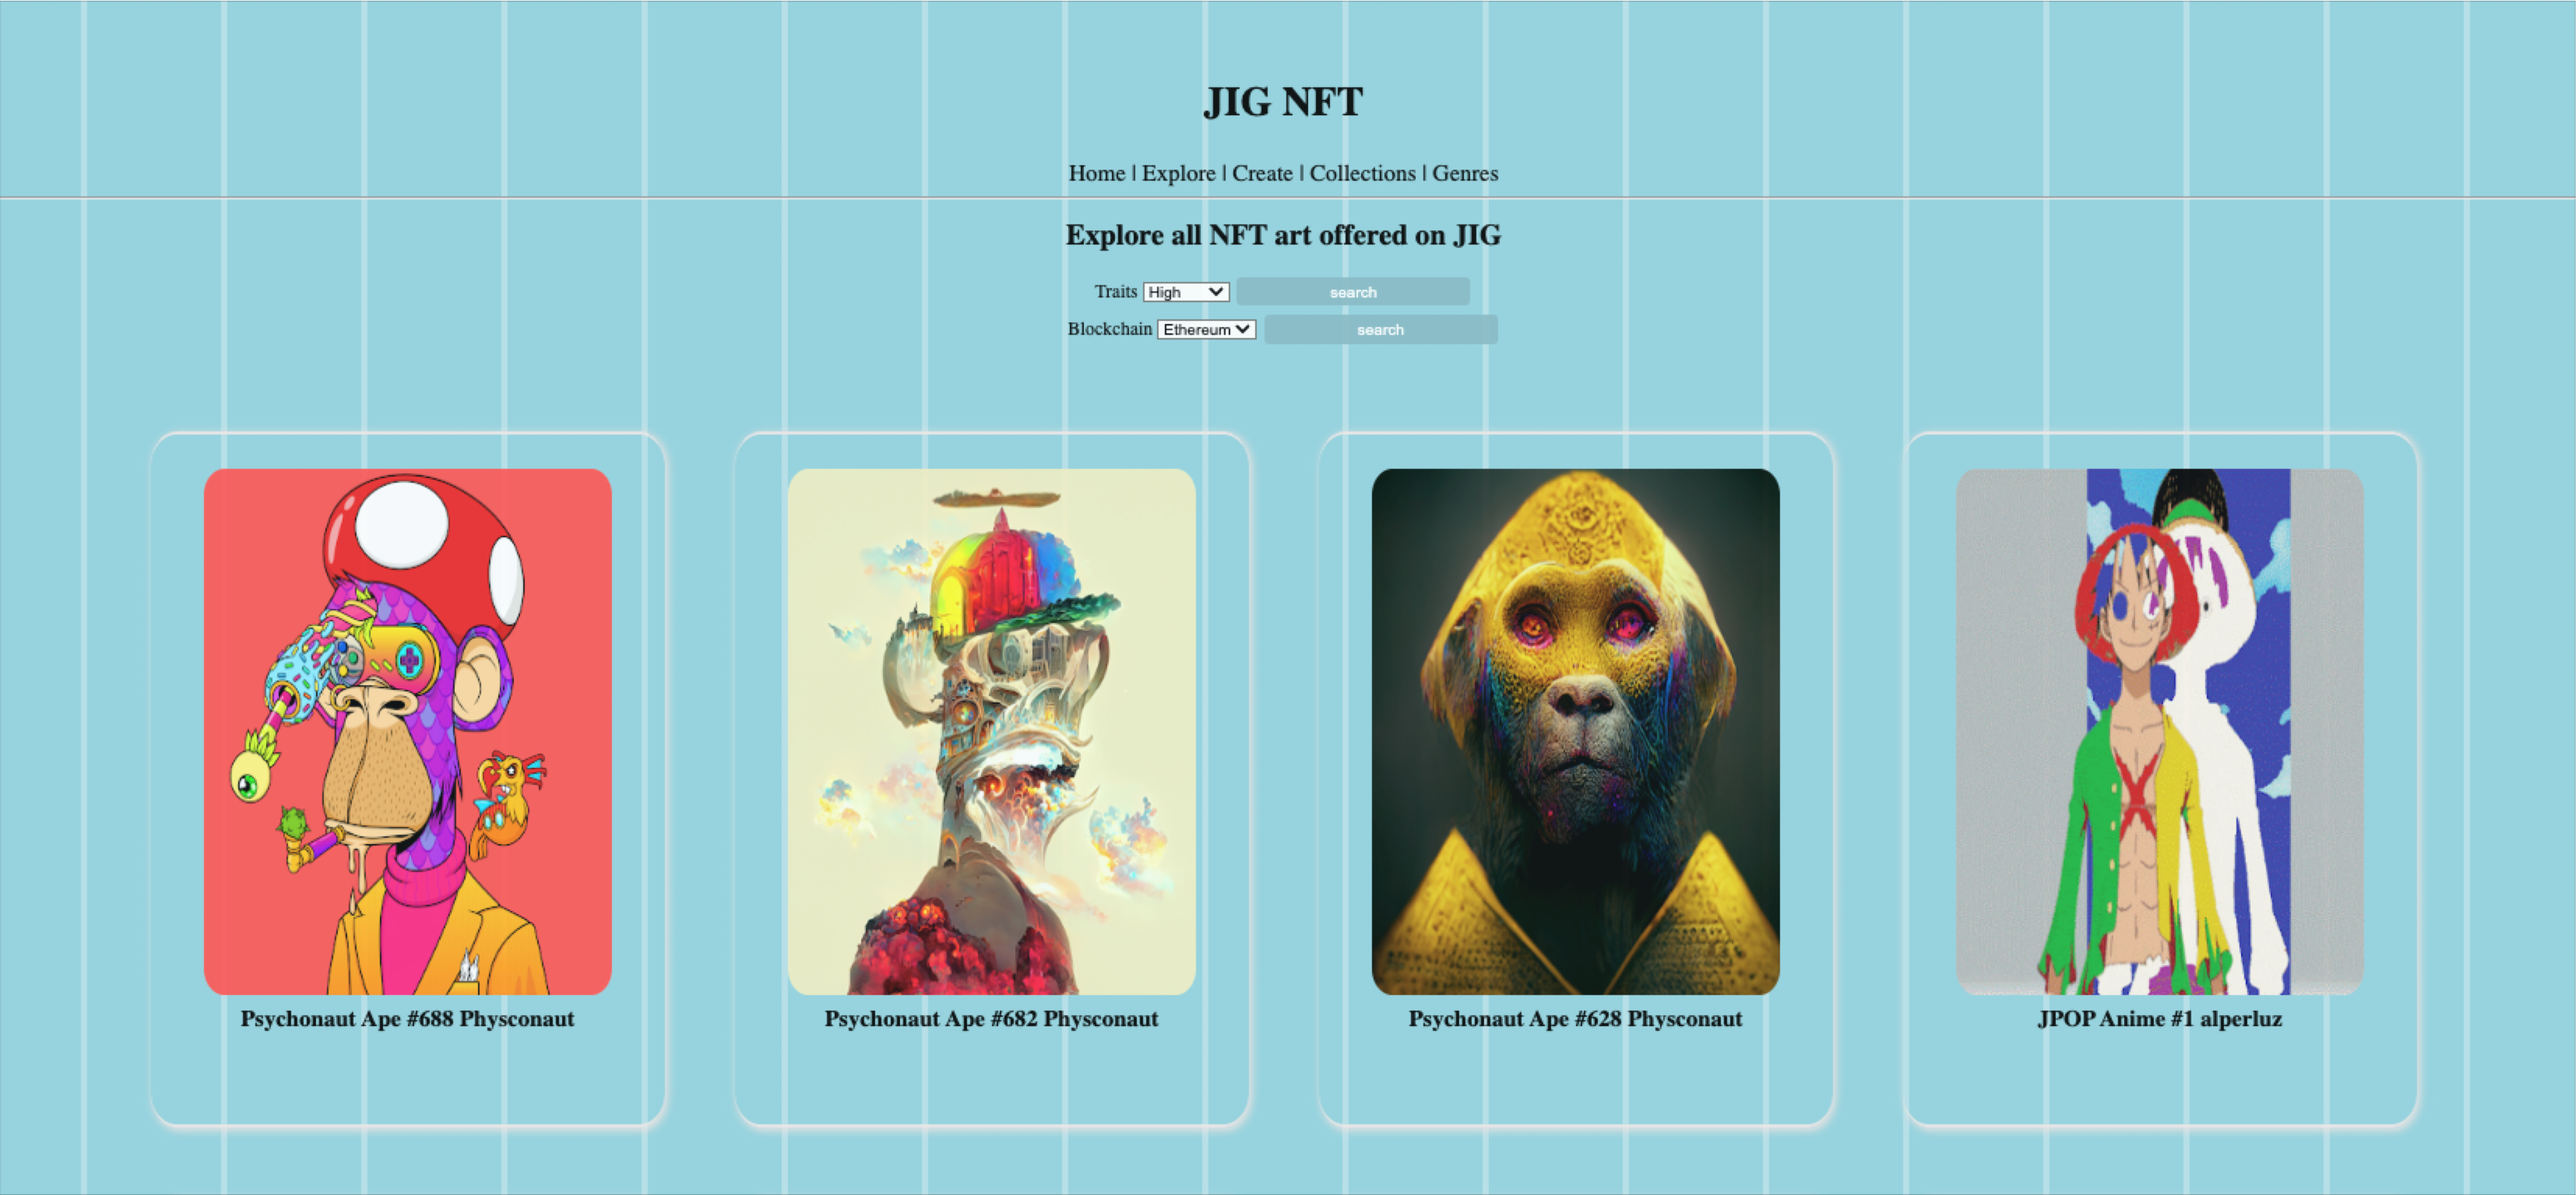 JIG NFT
Home | Explore | Create | Collections | Genres
Explore all NFT art offered on JIG
Traits High search
Blockchain Ethereum search
Psychonaut Ape #688 Physconaut
Psychonaut Ape #682 Physconaut
Psychonaut Ape #628 Physconaut
JPOP Anime #1 alperluz